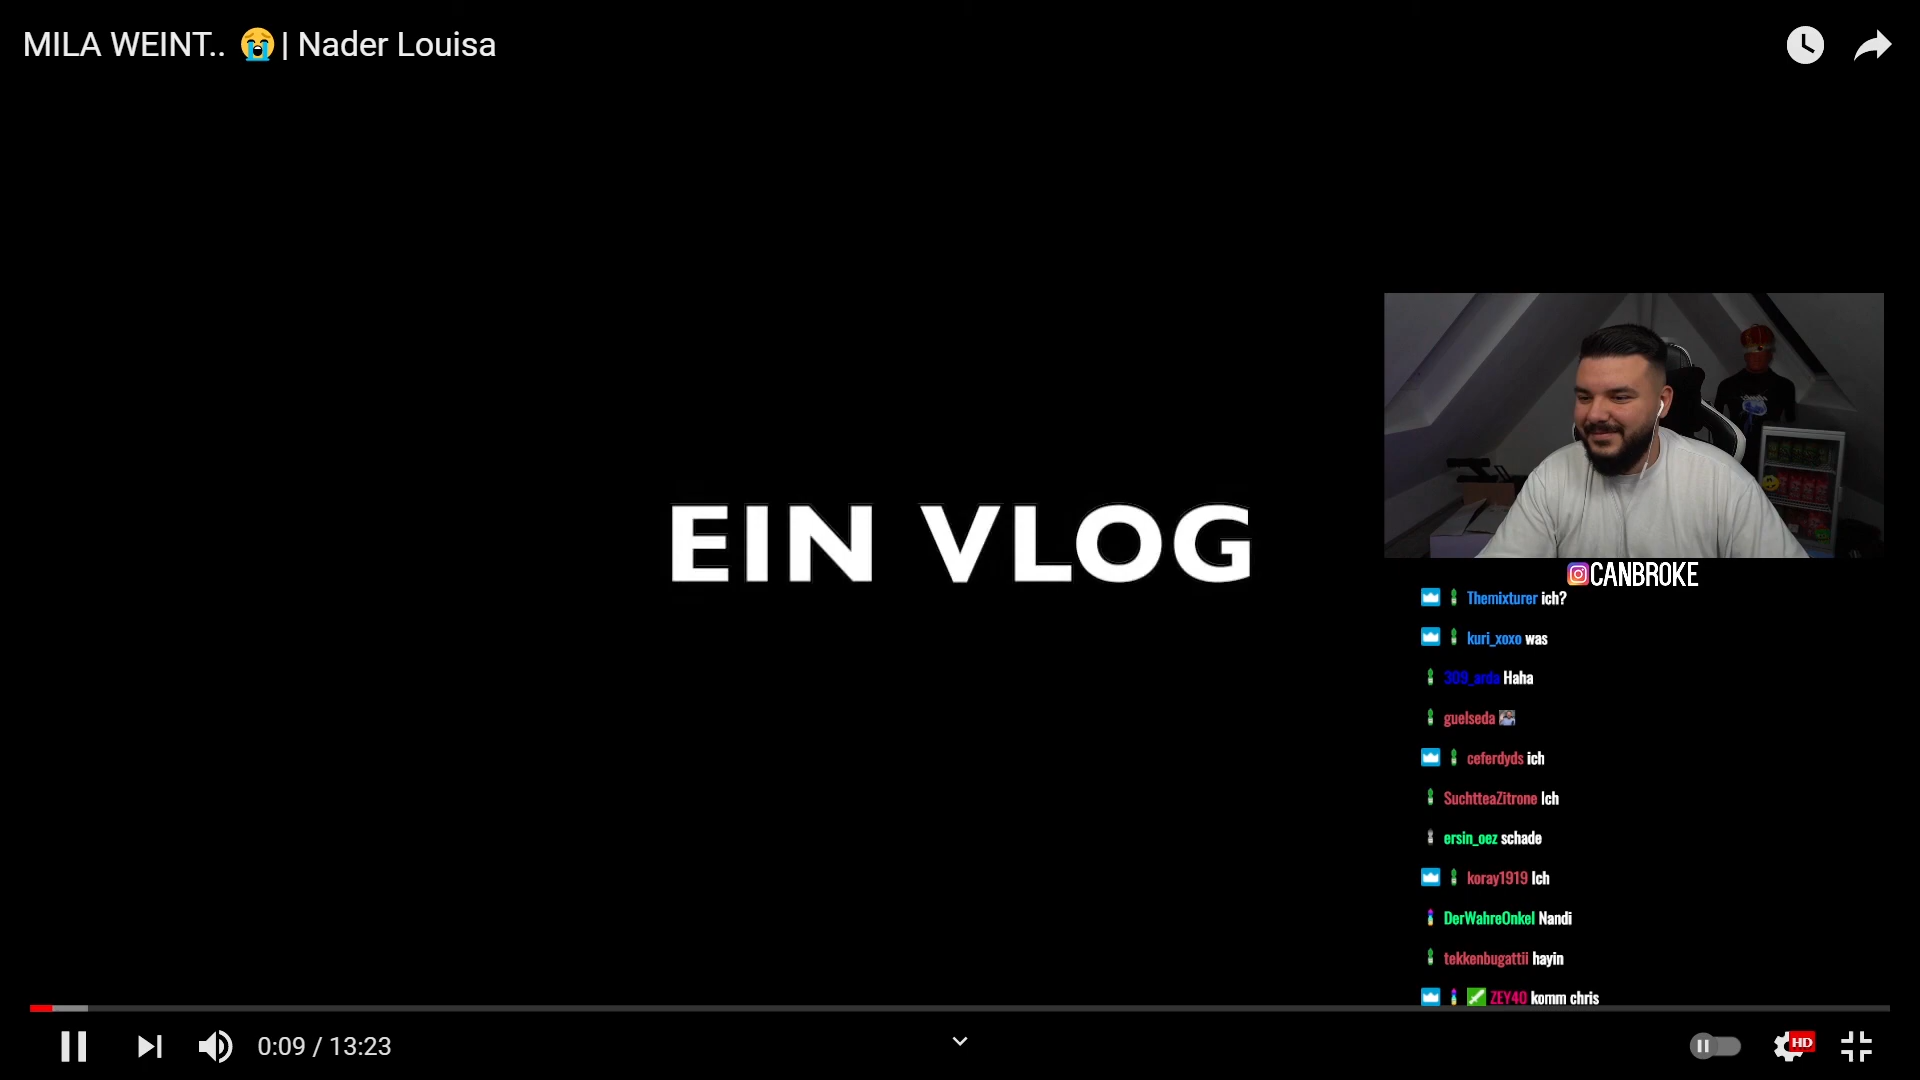 MILA WEINT.. 😭| Nader Louisa
EIN VLOG
CANBROKE
Themixturer ich?
kuri_xoxo was
309_arda Haha
guelseda
ceferdyds ich
SuchtteaZitrone Ich
ersin_oez schade
koray1919 Ich
DerWahreOnkel Nandi
tekkenbugattii hayin
ZEY40 komm chris
0:09 / 13:23
HD